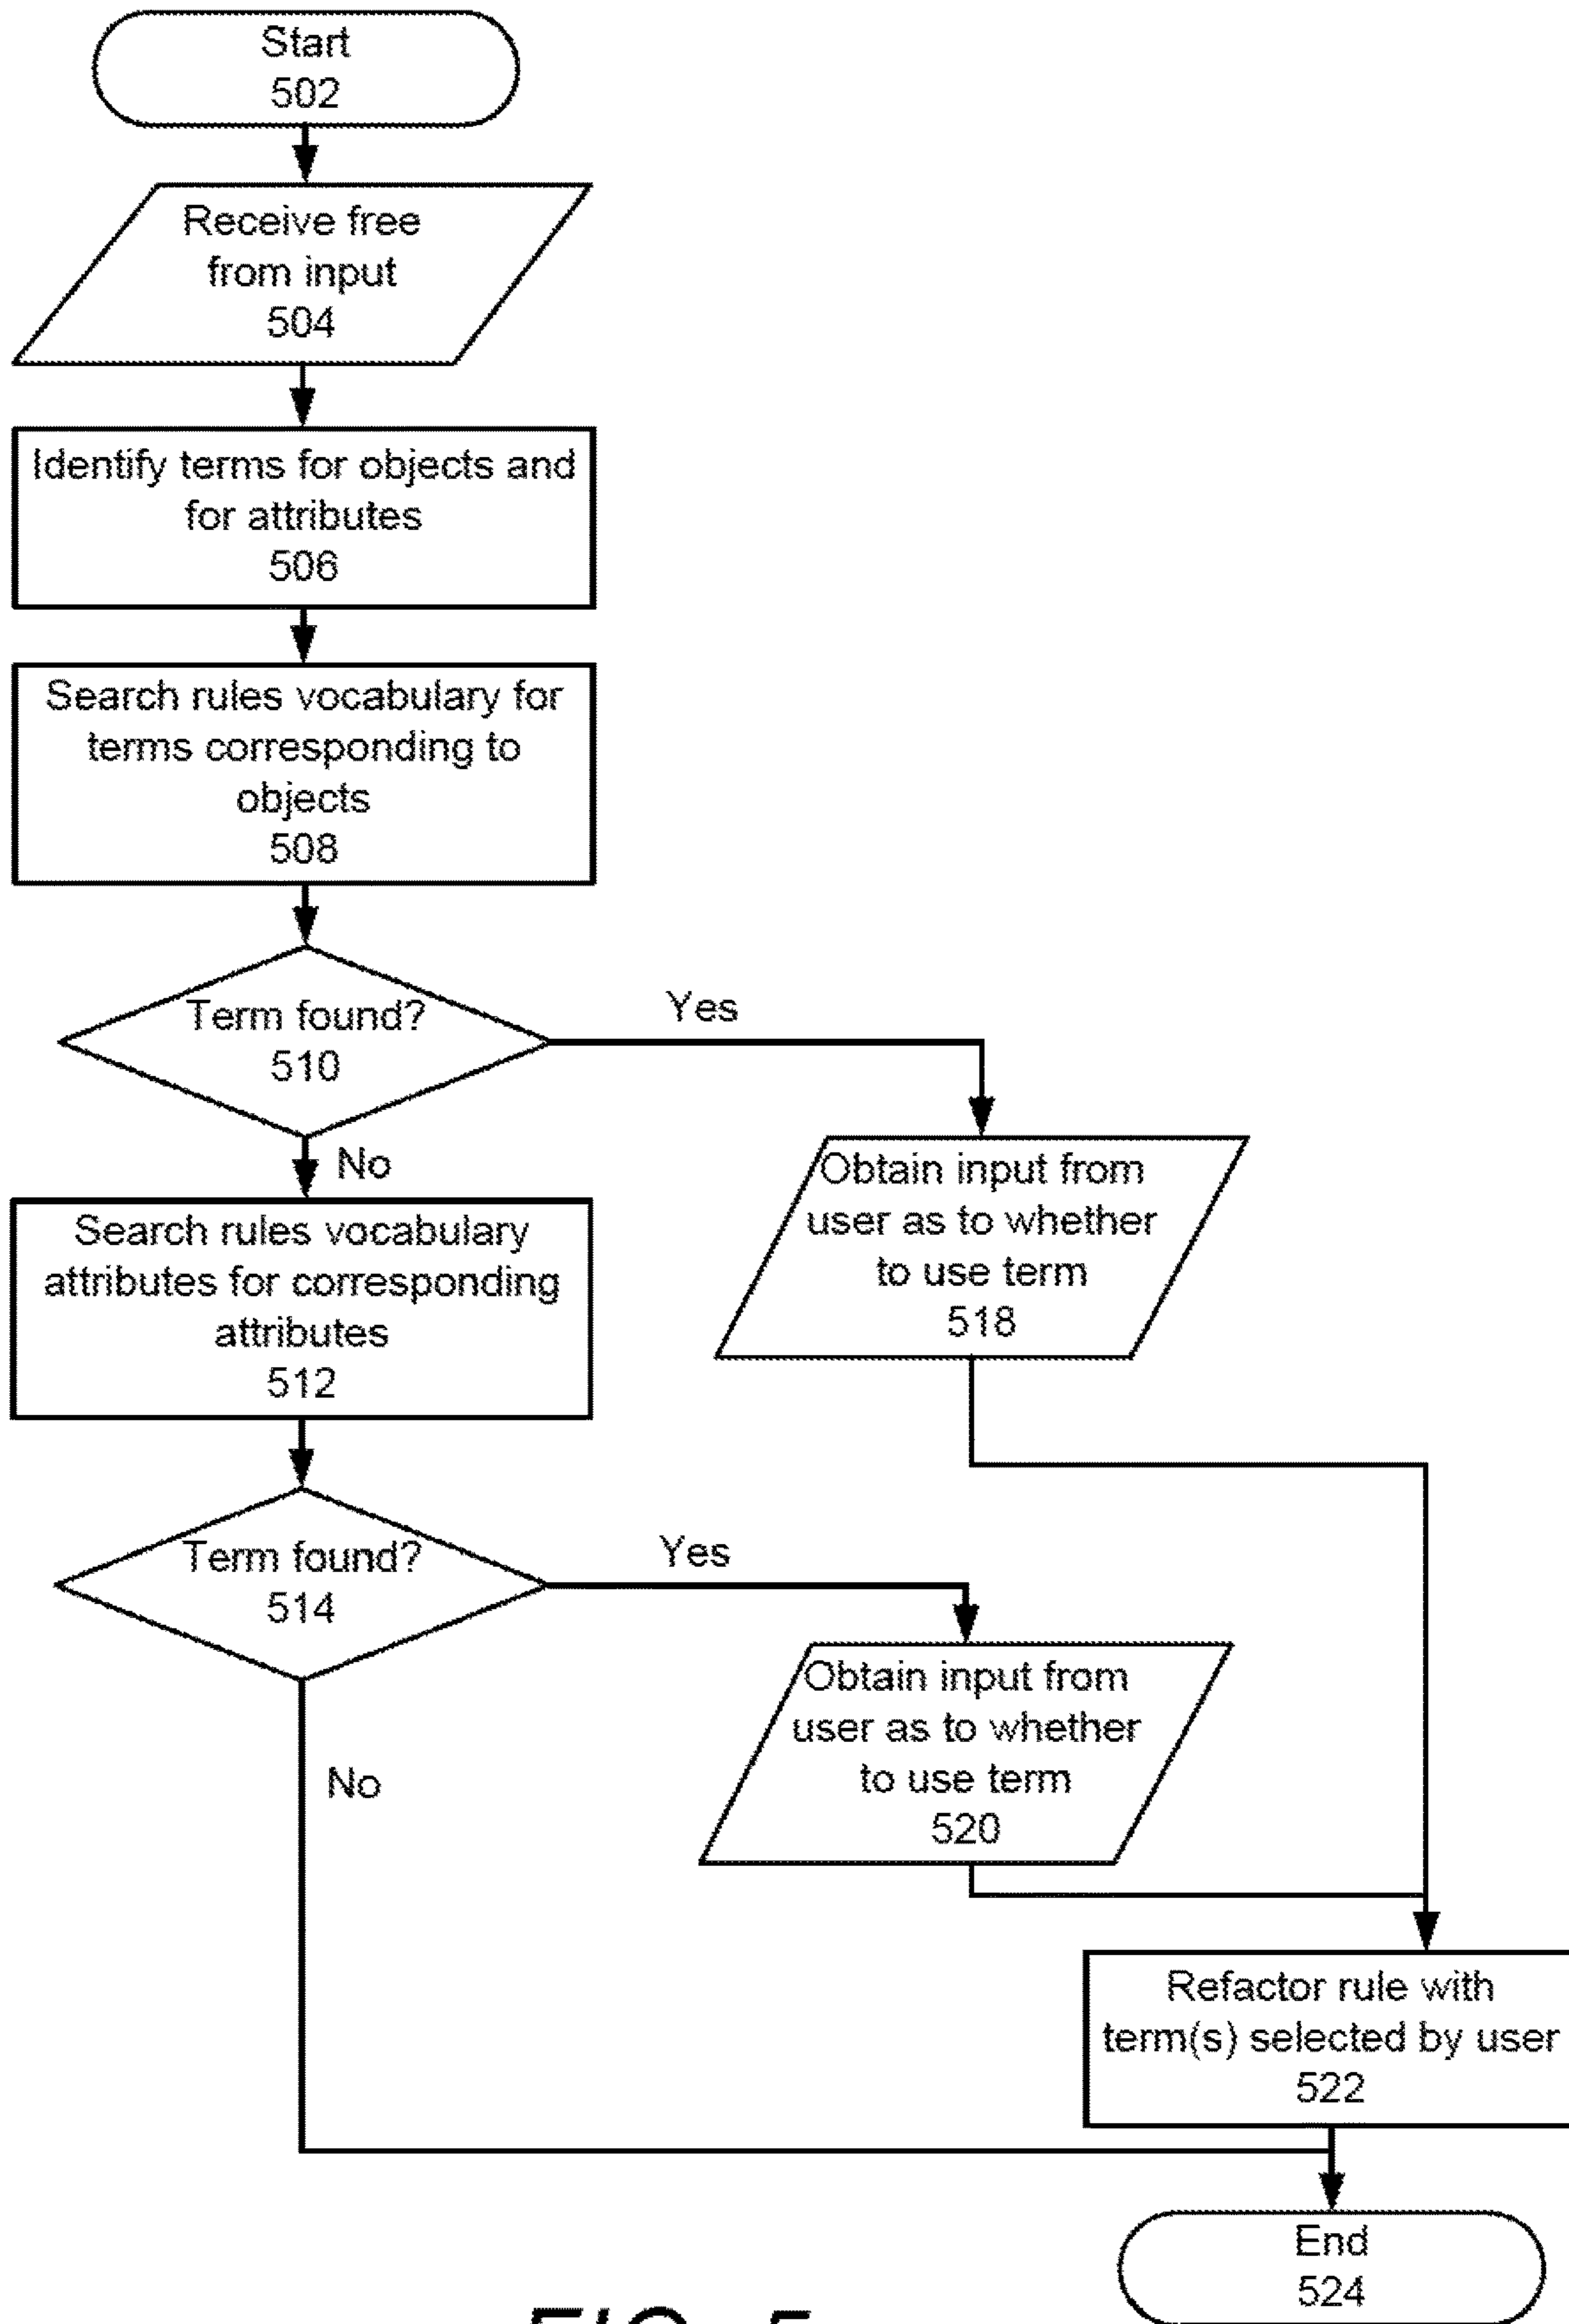 Start
502
Receive free
from input
504
Identify terms for objects and
for attributes
506
Search rules vocabulary for
terms corresponding to
objects
508
Term found?
510
Yes
No
Obtain input from
user as to whether
to use term
518
Search rules vocabulary
attributes for corresponding
attributes
512
Term found?
514
Yes
No
Obtain input from
user as to whether
to use term
520
Refactor rule with
term(s) selected by user
522
End
524
FIG. 5